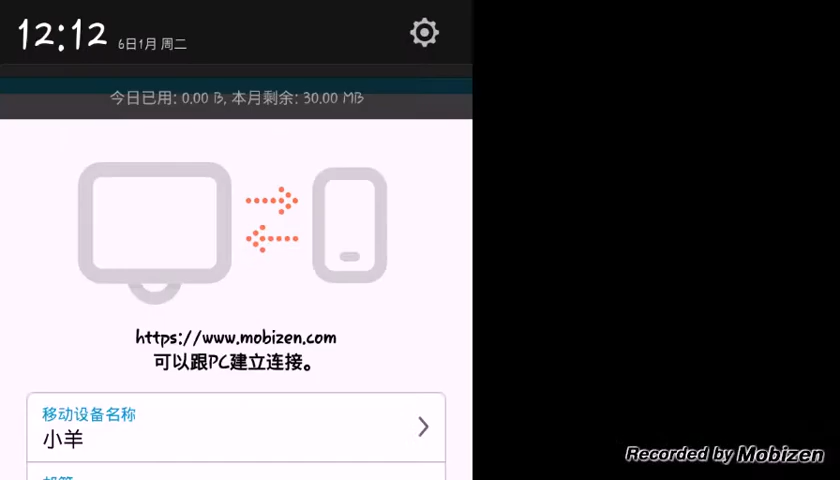 12:12 6日1月 周二
今日已用: 0.00 B, 本月剩余: 30.00 MB
https://www.mobizen.com
可以跟PC建立连接。
移动设备名称
小羊
Recorded by Mobizen